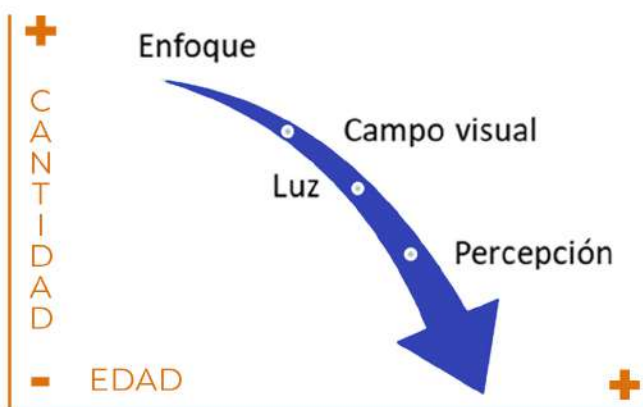 +
Enfoque
CANTIDAD
Campo visual
Luz
Percepción
- EDAD +